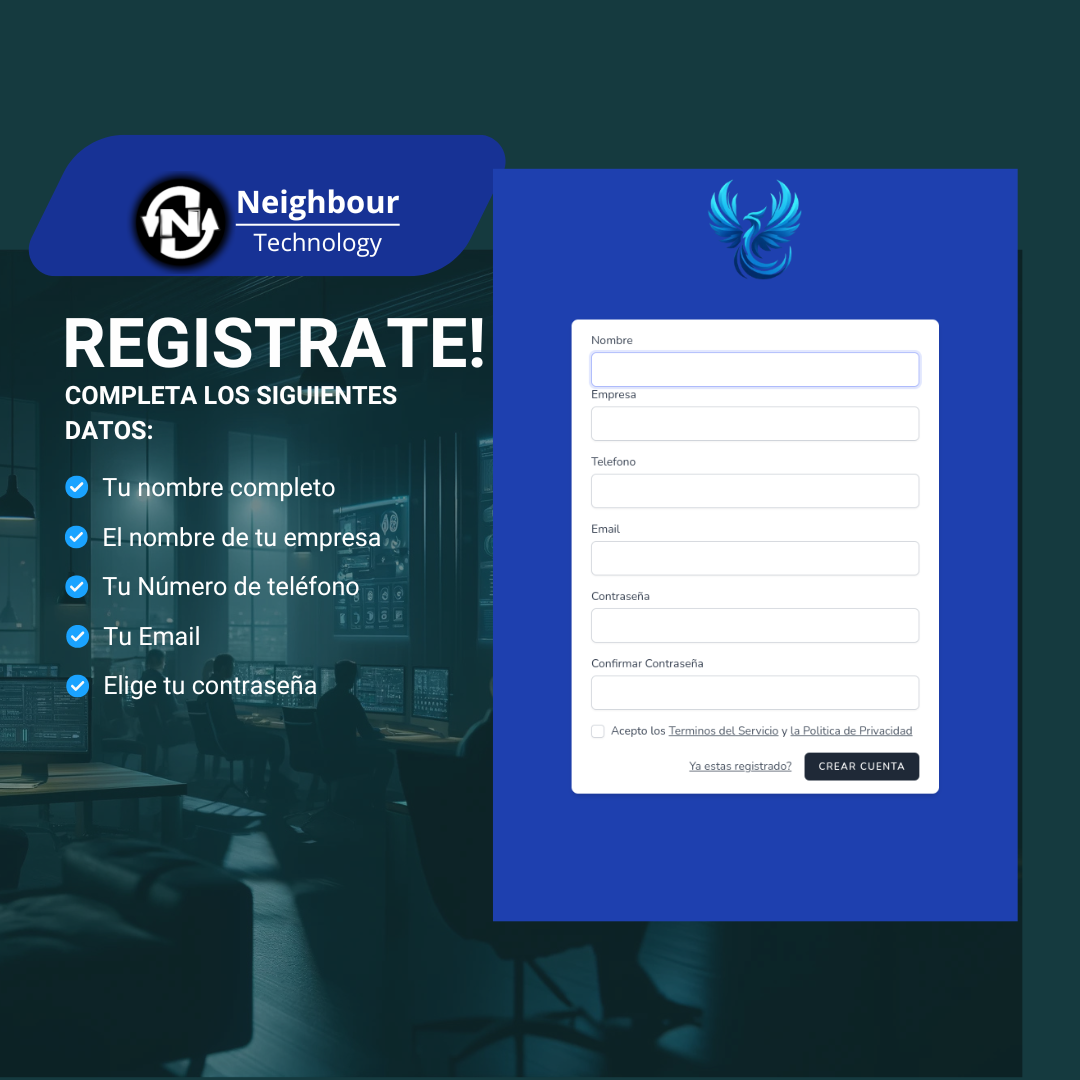 Neighbour
Technology
REGISTRATE!
COMPLETA LOS SIGUIENTES
DATOS:
Tu nombre completo
El nombre de tu empresa
Tu Número de teléfono
Tu Email
Elige tu contraseña
Nombre
Empresa
Telefono
Email
Contraseña
Confirmar Contraseña
Acepto los Terminos del Servicio y la Politica de Privacidad
Ya estas registrado? CREAR CUENTA